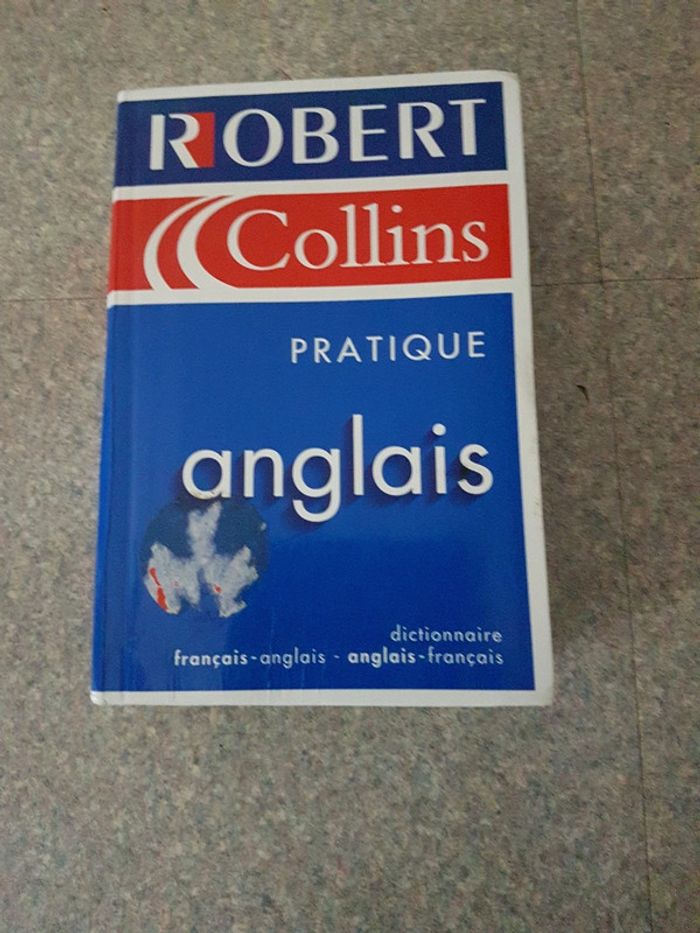 ROBERT
Collins
PRATIQUE
anglais
dictionnaire
français-anglais - anglais-français